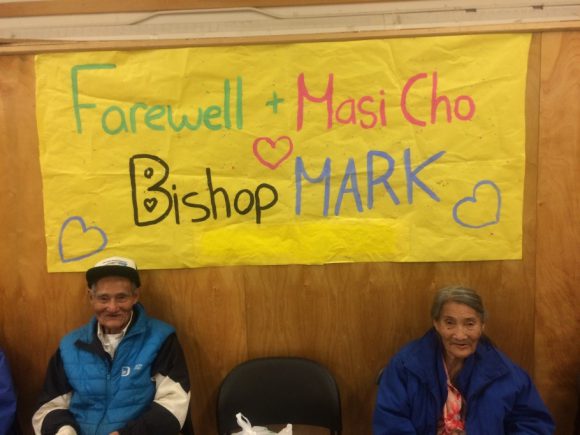 Farewell + Masi Cho
Bishop MARK